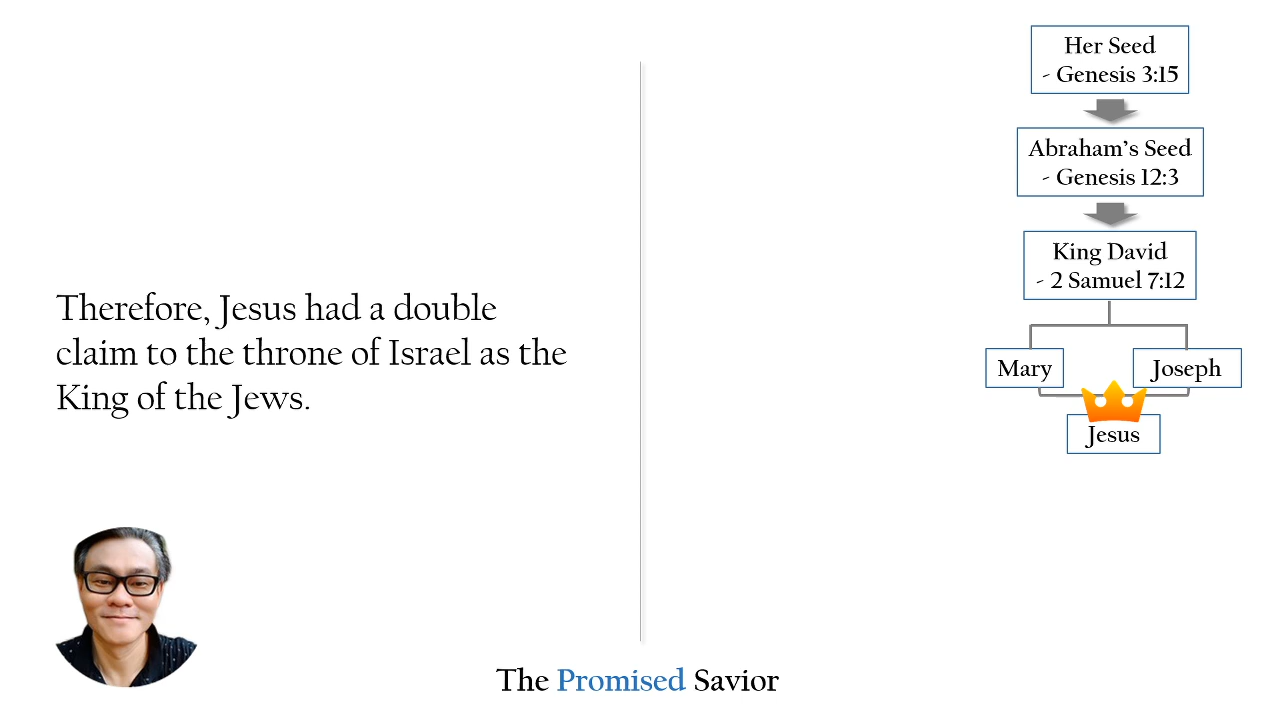 Therefore, Jesus had a double
claim to the throne of Israel as the
King of the Jews.
Her Seed
- Genesis 3:15
Abraham's Seed
- Genesis 12:3
King David
- 2 Samuel 7:12
Mary
Joseph
Jesus
The Promised Savior